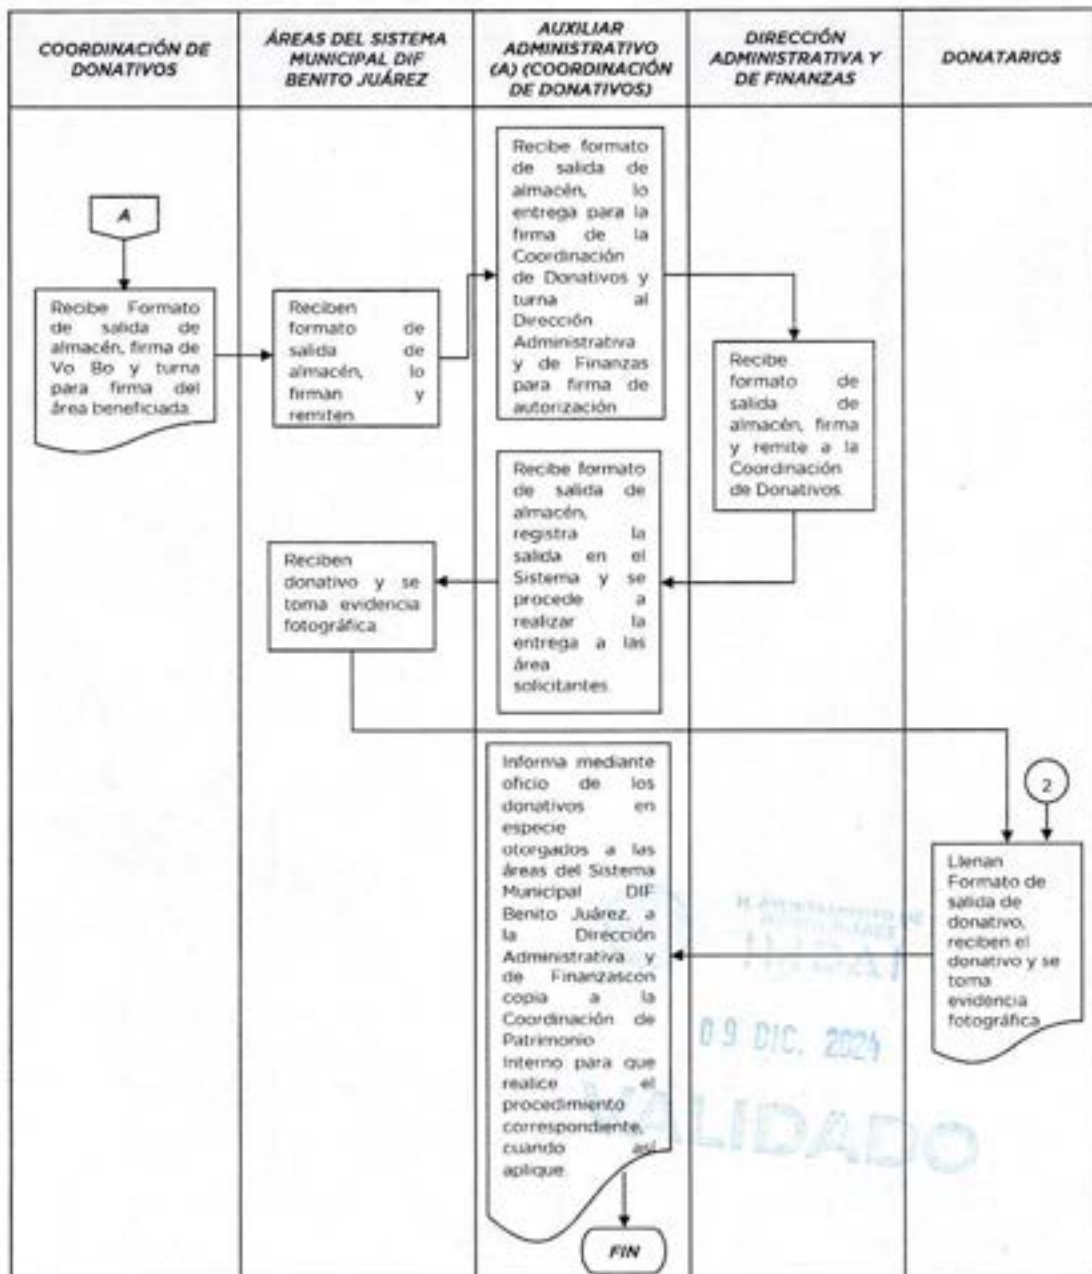 COORDINACIÓN DE
DONATIVOS
ÁREAS DEL SISTEMA
MUNICIPAL DIF
BENITO JUÁREZ
AUXILIAR
ADMINISTRATIVO
(A) (COORDINACIÓN
DE DONATIVOS)
DIRECCIÓN
ADMINISTRATIVA Y
DE FINANZAS
DONATARIOS
A
Recibe Formato
de salida de
almacén, firma de
Vo Bo y turna
para firma del
área beneficiada.
Reciben
formato de
salida de
almacén, lo
firman y
remiten.
Recibe formato
de salida de
almacén, lo
entrega para la
firma de la
Coordinación
de Donativos y
turna al
Dirección
Administrativa
y de Finanzas
para firma de
autorización
Recibe
formato de
salida de
almacén, firma
y remite a la
Coordinación
de Donativos.
Recibe formato
de salida de
almacén,
registra la
salida en el
Sistema y se
procede a
realizar la
entrega a las
área
solicitantes.
Reciben
donativo y se
toma evidencia
fotográfica.
2
Llenan
Formato de
salida de
donativo,
reciben el
donativo y se
toma
evidencia
fotográfica
Informa mediante
oficio de los
donativos en
especie
otorgados a las
áreas del Sistema
Municipal DIF
Benito Juárez, a
la Dirección
Administrativa y
de Finanzascon
copia a la
Coordinación de
Patrimonio
Interno para que
realice el
procedimiento
correspondiente,
cuando así
aplique.
FIN
09 DIC. 2024
VALIDADO